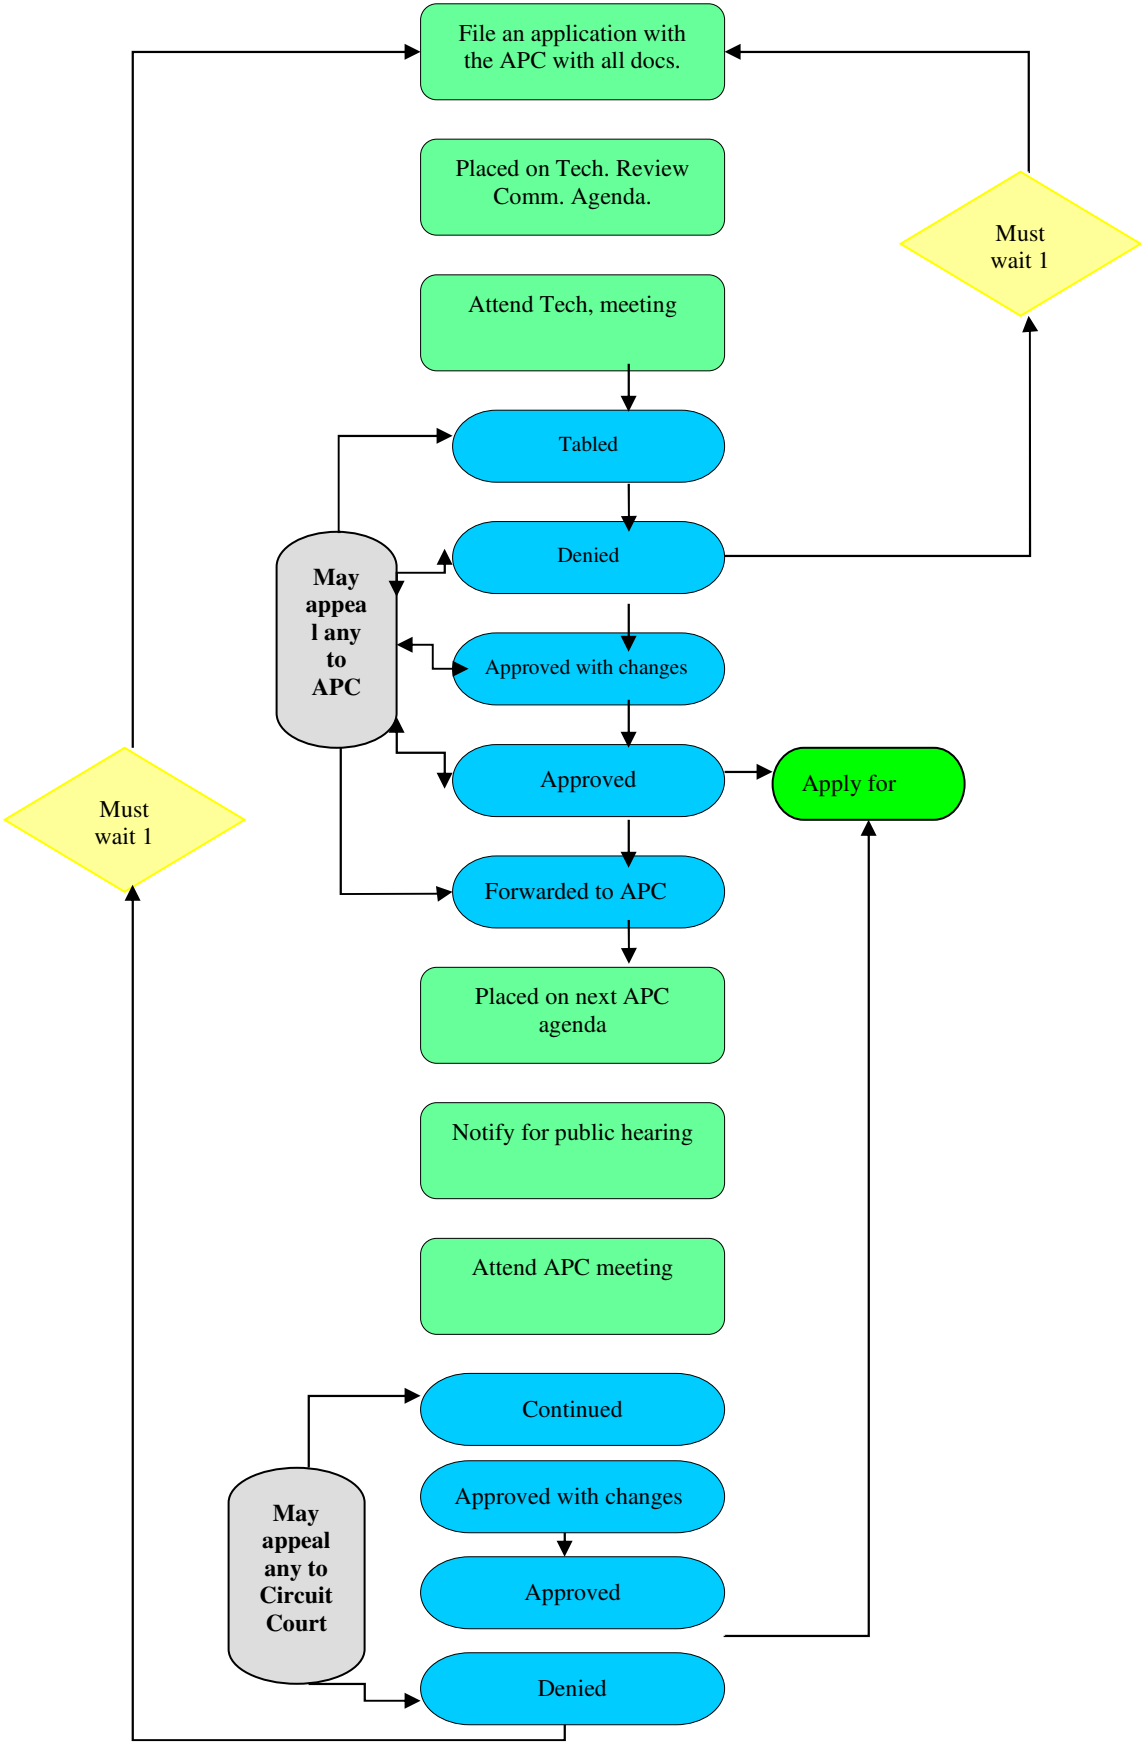 File an application with
the APC with all docs.
Placed on Tech. Review
Comm. Agenda.
Must
wait 1
Attend Tech, meeting
Tabled
Denied
May
appea
l any
to
APC
Approved with changes
Approved
Apply for
Must
wait 1
Forwarded to APC
Placed on next APC
agenda
Notify for public hearing
Attend APC meeting
Continued
Approved with changes
May
appeal
any to
Circuit
Court
Approved
Denied